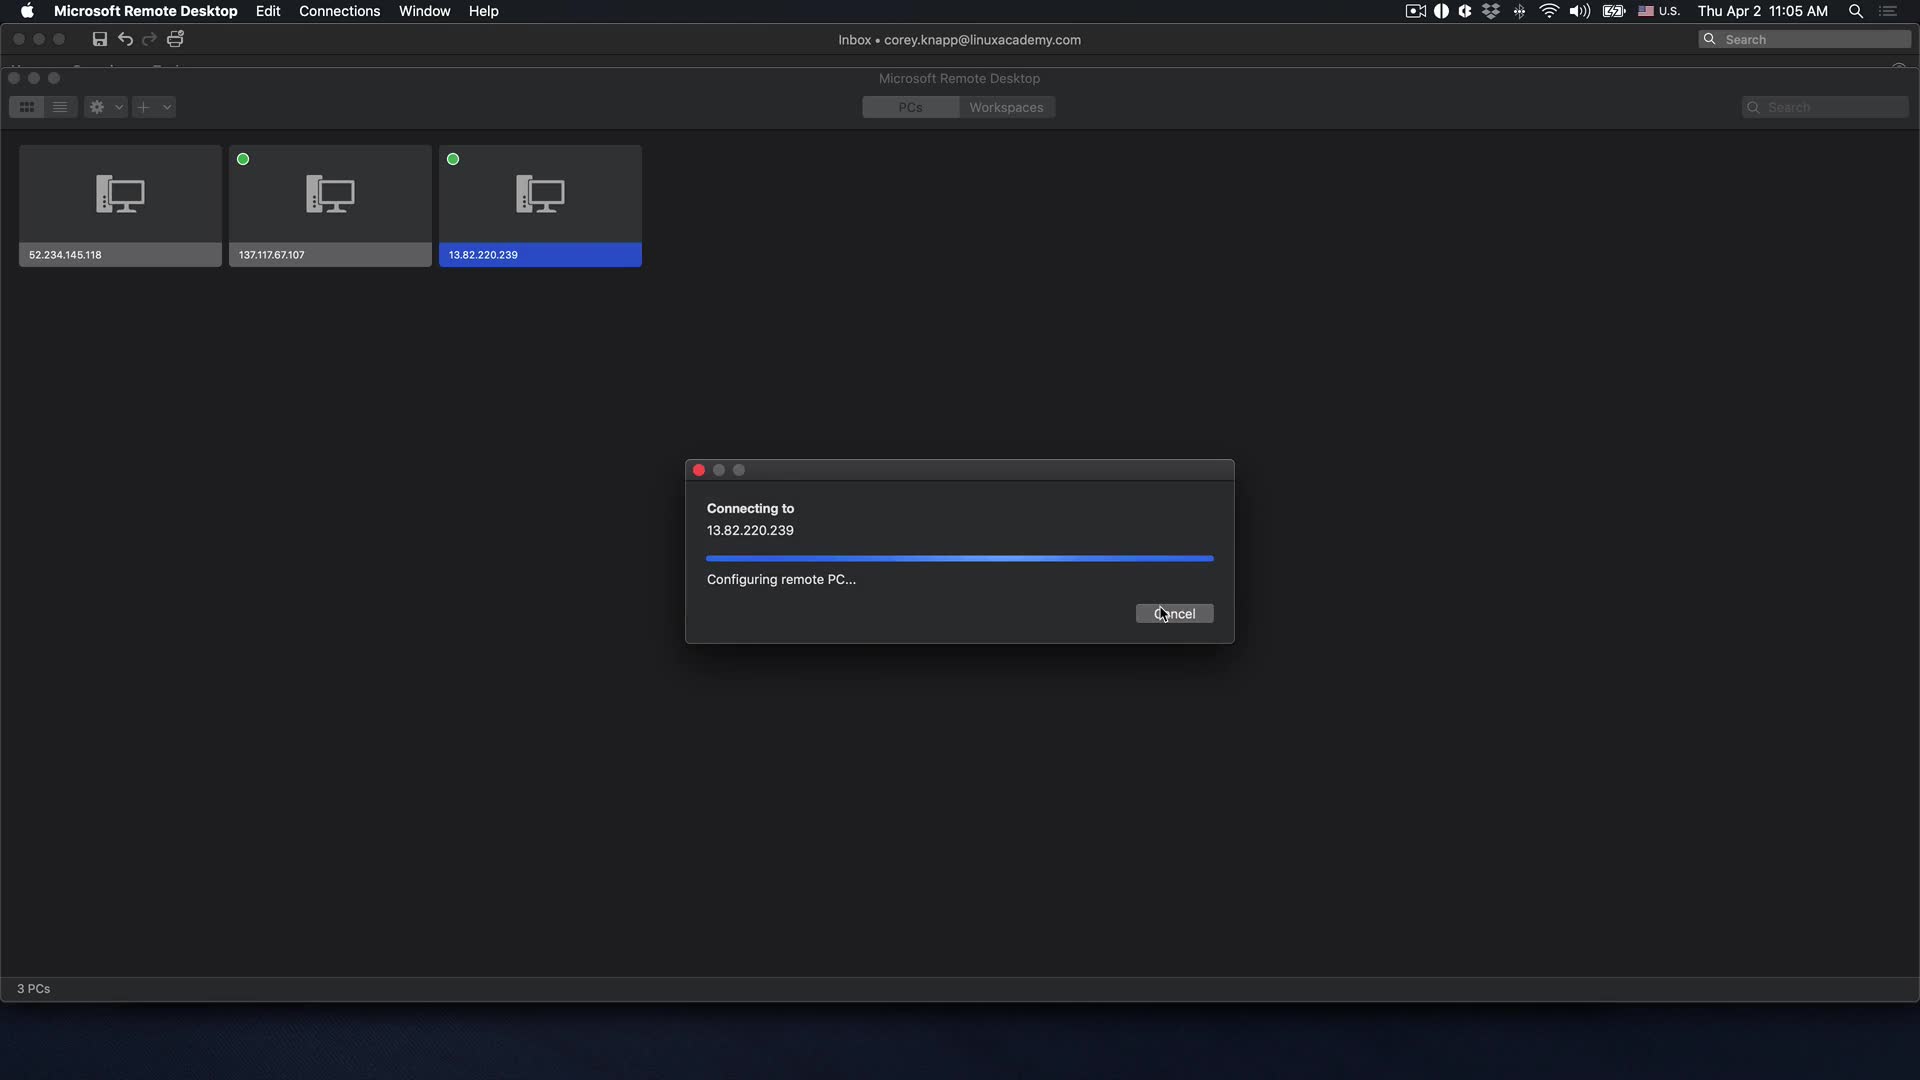 Microsoft Remote Desktop Edit Connections Window Help U.S. Thu Apr 2 11:05 AM
Inbox • corey.knapp@linuxacademy.com Search
Microsoft Remote Desktop
PCs Workspaces Search
52.234.145.118 137.117.67.107 13.82.220.239
Connecting to
13.82.220.239
Configuring remote PC...
Cancel
3 PCs